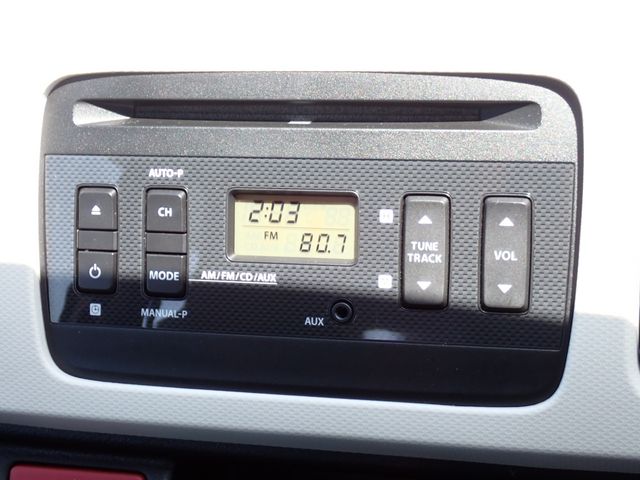 AUTO-P
CH
MODE
MANUAL-P
2:03
FM
80.7
AM/FM/CD/AUX
AUX
TUNE
TRACK
VOL